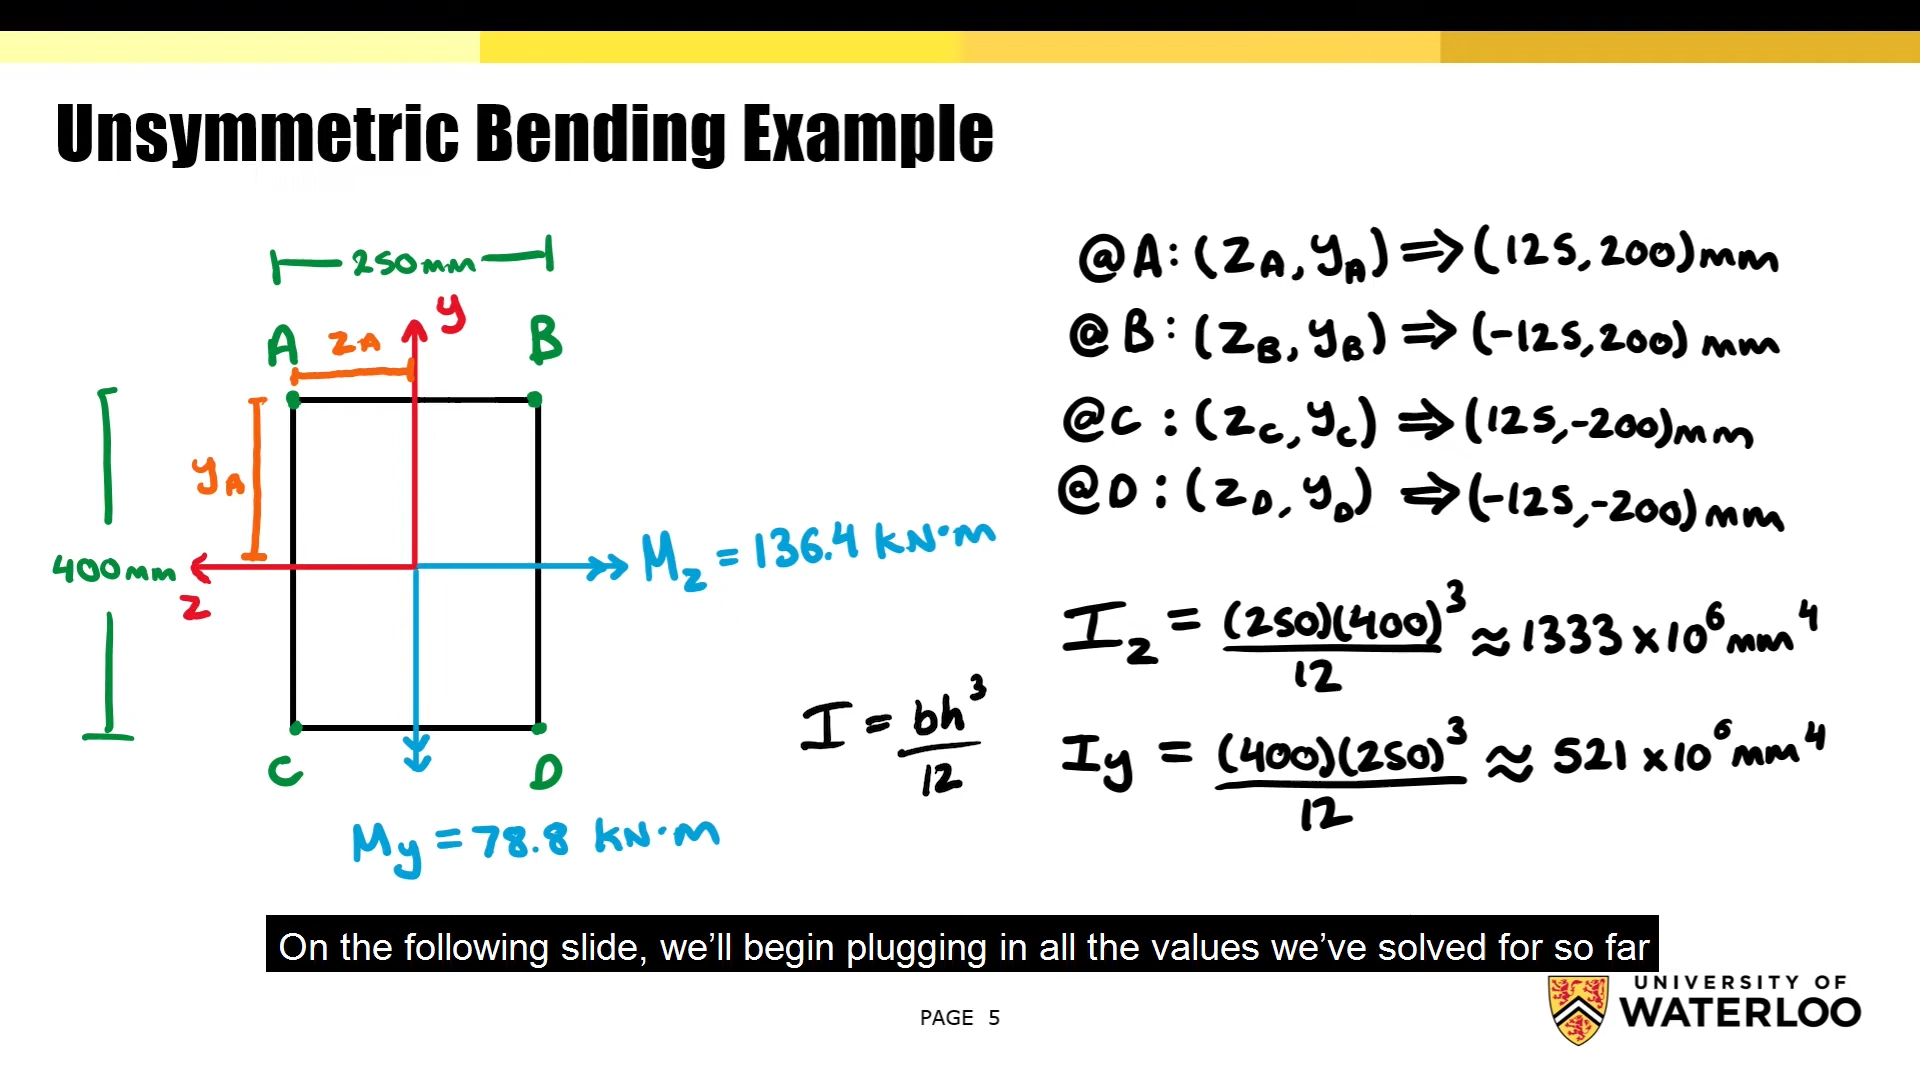 Unsymmetric Bending Example
250mm
y
A
zA
B
yA
400mm
z
Mz = 136.4 kN·m
C
D
My = 78.8 kN·m
I = bh³/12
@A: (zA, yA) ⇒ (125, 200)mm
@B: (zB, yB) ⇒ (-125, 200) mm
@C: (zC, yC) ⇒ (125, -200)mm
@D: (zD, yD) ⇒ (-125, -200) mm
Iz = (250)(400)³/12 ≈ 1333 x10⁶ mm⁴
Iy = (400)(250)³/12 ≈ 521 x10⁶ mm⁴
On the following slide, we’ll begin plugging in all the values we’ve solved for so far
PAGE 5
UNIVERSITY OF
WATERLOO